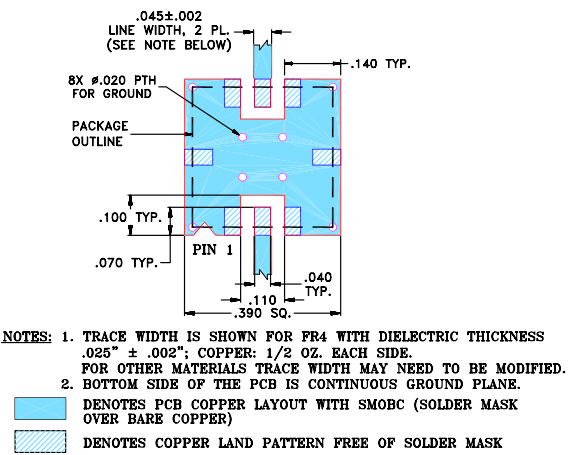 .045±.002
LINE WIDTH, 2 PL.
(SEE NOTE BELOW)
.140 TYP.
8X ø.020 PTH
FOR GROUND
PACKAGE
OUTLINE
.100 TYP.
PIN 1
.070 TYP.
.040
TYP.
.110
.390 SQ.
NOTES: 1. TRACE WIDTH IS SHOWN FOR FR4 WITH DIELECTRIC THICKNESS
.025" ± .002"; COPPER: 1/2 OZ. EACH SIDE.
FOR OTHER MATERIALS TRACE WIDTH MAY NEED TO BE MODIFIED.
2. BOTTOM SIDE OF THE PCB IS CONTINUOUS GROUND PLANE.
DENOTES PCB COPPER LAYOUT WITH SMOBC (SOLDER MASK
OVER BARE COPPER)
DENOTES COPPER LAND PATTERN FREE OF SOLDER MASK